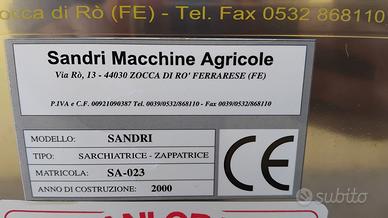 Zocca di Rò (FE) - Tel. Fax 0532 868110
Sandri Macchine Agricole
Via Rò, 13 - 44030 ZOCCA DI RO' FERRARESE (FE)
P.IVA e C.F. 00921090387 Tel. 0039/0532/868110 - Fax 0039/0532/868110
MODELLO: SANDRI
TIPO: SARCHIATRICE - ZAPPATRICE
MATRICOLA: SA-023
ANNO DI COSTRUZIONE: 2000
CE
subito